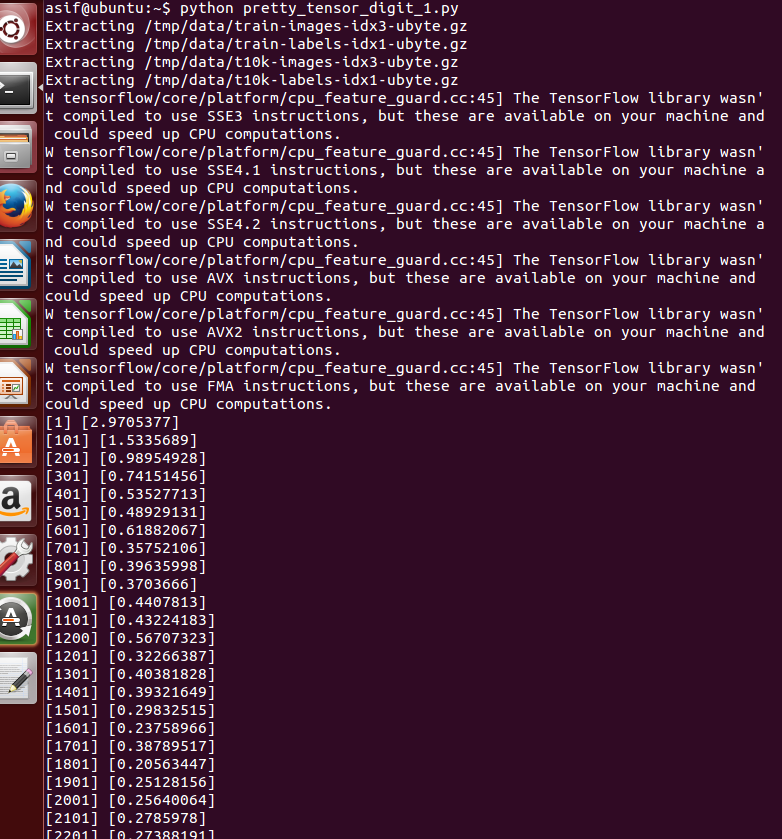 asif@ubuntu:~$ python pretty_tensor_digit_1.py
Extracting /tmp/data/train-images-idx3-ubyte.gz
Extracting /tmp/data/train-labels-idx1-ubyte.gz
Extracting /tmp/data/t10k-images-idx3-ubyte.gz
Extracting /tmp/data/t10k-labels-idx1-ubyte.gz
W tensorflow/core/platform/cpu_feature_guard.cc:45] The TensorFlow library wasn'
t compiled to use SSE3 instructions, but these are available on your machine and
 could speed up CPU computations.
W tensorflow/core/platform/cpu_feature_guard.cc:45] The TensorFlow library wasn'
t compiled to use SSE4.1 instructions, but these are available on your machine a
nd could speed up CPU computations.
W tensorflow/core/platform/cpu_feature_guard.cc:45] The TensorFlow library wasn'
t compiled to use SSE4.2 instructions, but these are available on your machine a
nd could speed up CPU computations.
W tensorflow/core/platform/cpu_feature_guard.cc:45] The TensorFlow library wasn'
t compiled to use AVX instructions, but these are available on your machine and
could speed up CPU computations.
W tensorflow/core/platform/cpu_feature_guard.cc:45] The TensorFlow library wasn'
t compiled to use AVX2 instructions, but these are available on your machine and
 could speed up CPU computations.
W tensorflow/core/platform/cpu_feature_guard.cc:45] The TensorFlow library wasn'
t compiled to use FMA instructions, but these are available on your machine and
could speed up CPU computations.
[1] [2.9705377]
[101] [1.5335689]
[201] [0.98954928]
[301] [0.74151456]
[401] [0.53527713]
[501] [0.48929131]
[601] [0.61882067]
[701] [0.35752106]
[801] [0.39635998]
[901] [0.3703666]
[1001] [0.4407813]
[1101] [0.43224183]
[1200] [0.56707323]
[1201] [0.32266387]
[1301] [0.40381828]
[1401] [0.39321649]
[1501] [0.29832515]
[1601] [0.23758966]
[1701] [0.38789517]
[1801] [0.20563447]
[1901] [0.25128156]
[2001] [0.25640064]
[2101] [0.2785978]
[2201] [0.27388191]